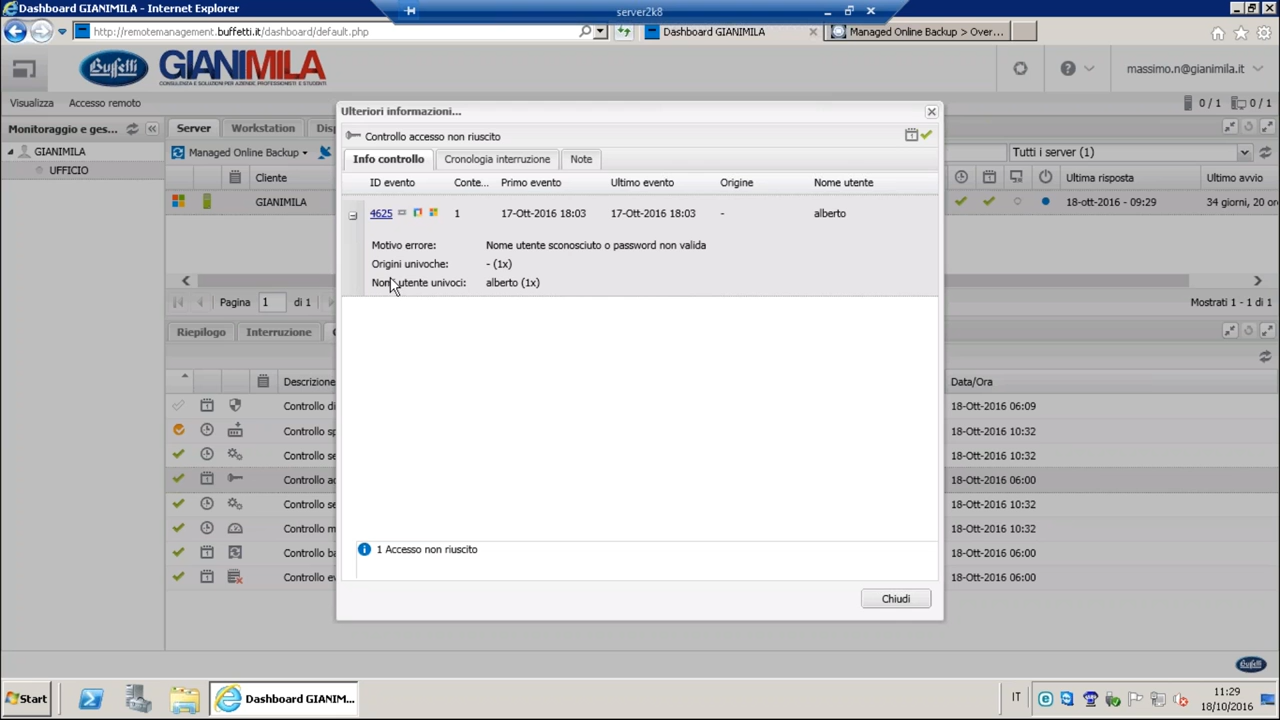 Dashboard GIANIMILA - Internet Explorer
server2k8
http://remotemanagement.buffetti.it/dashboard/default.php
Dashboard GIANIMILA
Managed Online Backup > Over...
Buffetti
GIANIMILA
CONSULENZA E SOLUZIONI PER AZIENDE, PROFESSIONISTI E STUDENTI
massimo.n@gianimila.it
Visualizza Accesso remoto
0 / 1 0 / 1
Monitoraggio e ges...
GIANIMILA
UFFICIO
Server Workstation
Managed Online Backup
Tutti i server (1)
Cliente Ultima risposta Ultimo avvio
GIANIMILA 18-ott-2016 - 09:29
Pagina 1 di 1 Mostrati 1 - 1 di 1
Riepilogo Interruzione
Descrizione Data/Ora
Controllo di 18-Ott-2016 06:09
Controllo sp 18-Ott-2016 10:32
Controllo se 18-Ott-2016 10:32
Controllo ac 18-Ott-2016 06:00
Controllo se 18-Ott-2016 10:32
Controllo m 18-Ott-2016 10:32
Controllo ba 18-Ott-2016 06:00
Controllo ev 18-Ott-2016 06:00
Ulteriori informazioni...
Controllo accesso non riuscito
Info controllo Cronologia interruzione Note
ID evento Conte... Primo evento Ultimo evento Origine Nome utente
4625 1 17-Ott-2016 18:03 17-Ott-2016 18:03 - alberto
Motivo errore: Nome utente sconosciuto o password non valida
Origini univoche: - (1x)
Nomi utente univoci: alberto (1x)
1 Accesso non riuscito
Chiudi
Buffetti
Start
Dashboard GIANIM...
IT
11:29
18/10/2016